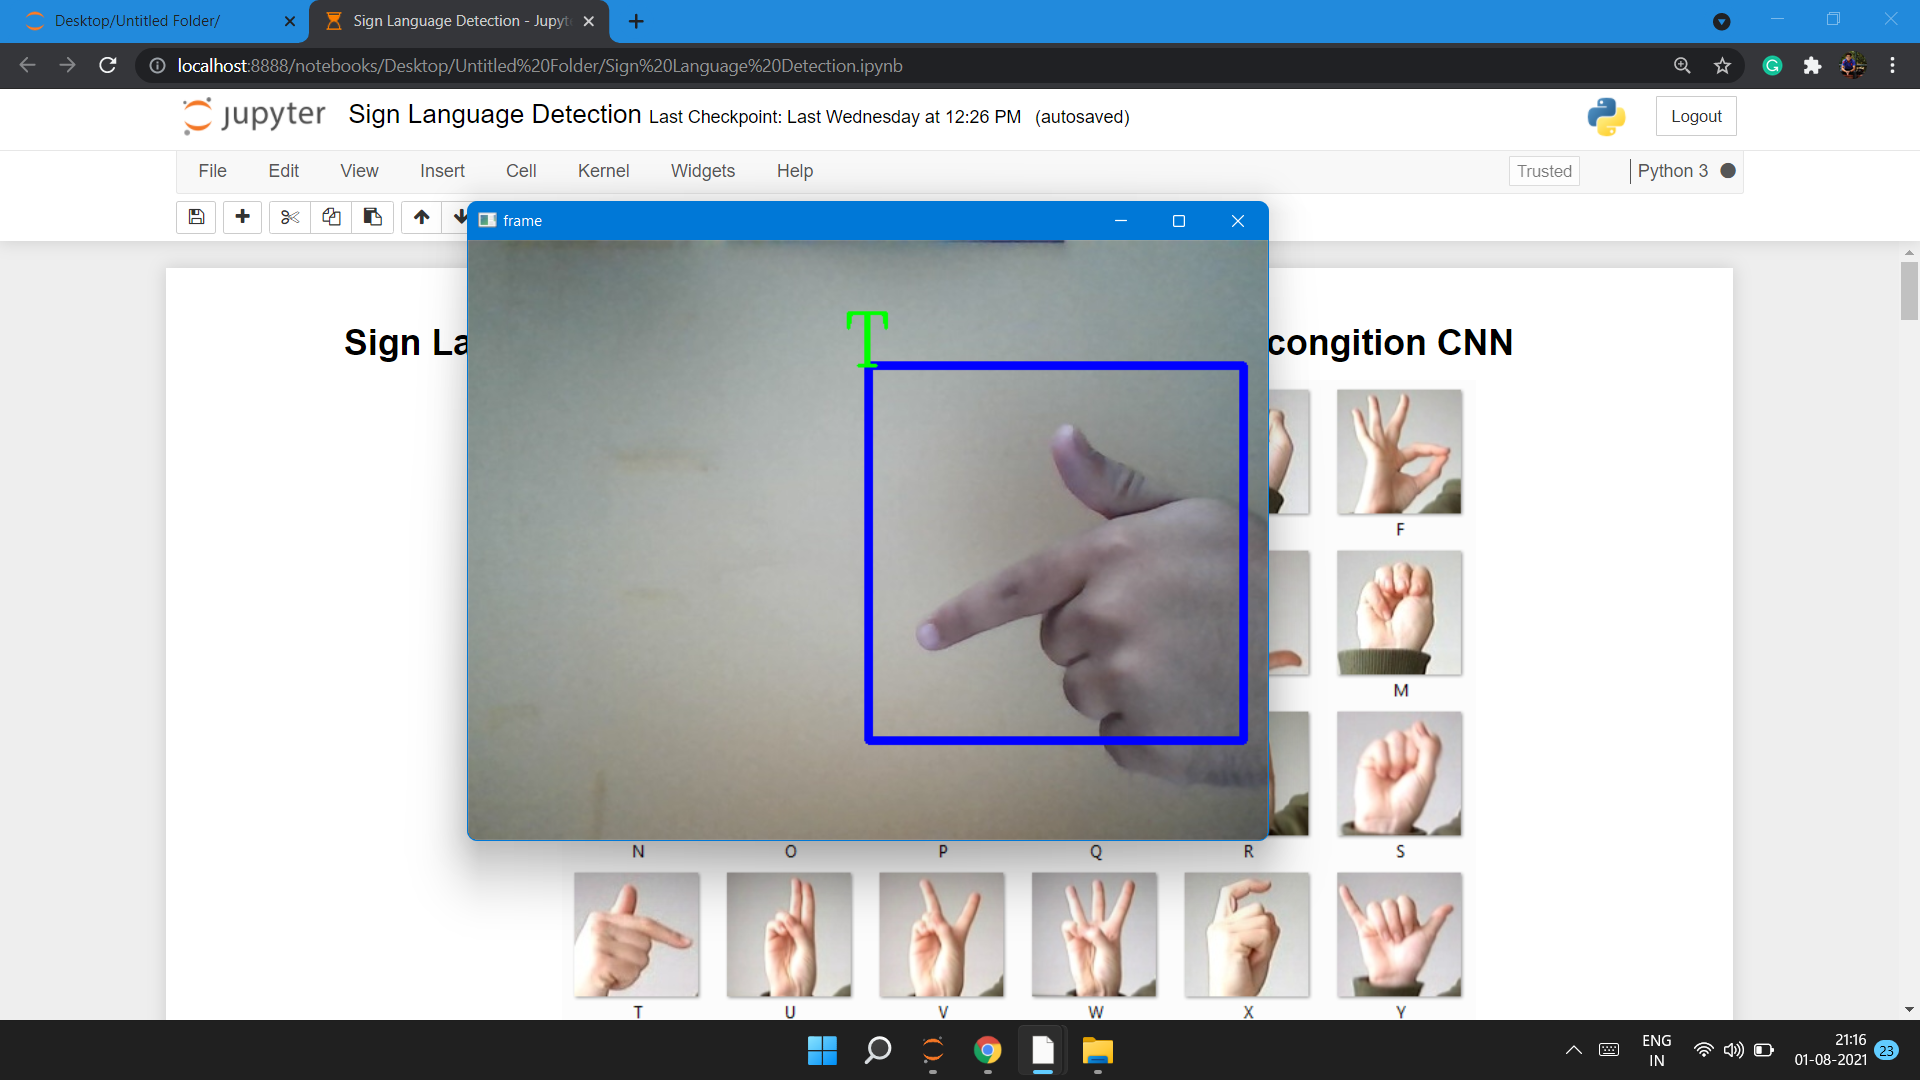 Desktop/Untitled Folder/
Sign Language Detection - Jupyt
localhost:8888/notebooks/Desktop/Untitled%20Folder/Sign%20Language%20Detection.ipynb
jupyter Sign Language Detection Last Checkpoint: Last Wednesday at 12:26 PM (autosaved)
Logout
File Edit View Insert Cell Kernel Widgets Help
Trusted
Python 3
frame
T
Sign La
congition CNN
F
M
N O P Q R S
T U V W X Y
ENG
IN
21:16
01-08-2021
23